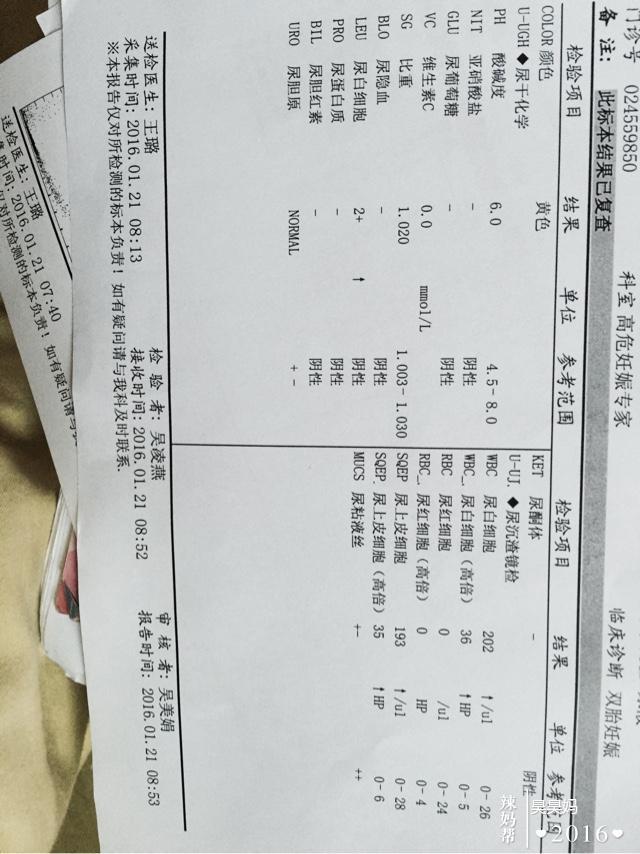 门诊号 024559850 科室 高危妊娠专家 临床诊断 双胎妊娠
备 注: 此标本结果已复查
检验项目 结果 单位 参考范围
COLOR 颜色 黄色
U-UGH ◆尿干化学
PH 酸碱度 6.0 4.5- 8.0
NIT 亚硝酸盐 - 阴性
GLU 尿葡萄糖 - 阴性
VC 维生素C 0.0 mmol/L
SG 比重 1.020 1.003- 1.030
BLO 尿隐血 - 阴性
LEU 尿白细胞 2+ ↑ 阴性
PRO 尿蛋白质 - 阴性
BIL 尿胆红素 - 阴性
URO 尿胆原 NORMAL + -
检验项目 结果 单位 参考范围
KET 尿酮体 - 阴性
U-UJ. ◆尿沉渣镜检
WBC 尿白细胞 202 ↑/ul 0- 26
WBC_. 尿白细胞(高倍) 36 ↑HP 0- 5
RBC 尿红细胞 0 /ul 0- 24
RBC_. 尿红细胞(高倍) 0 HP 0- 4
SQEP 尿上皮细胞 193 ↑/ul 0- 28
SQEP. 尿上皮细胞(高倍) 35 ↑HP 0- 6
MUCS 尿粘液丝 +- ++
送检医生: 王璐 检 验 者: 吴凌燕 审 核 者: 吴美娟
采集时间: 2016.01.21 08:13 接收时间: 2016.01.21 08:52 报告时间: 2016.01.21 08:53
※本报告仅对所检测的标本负责! 如有疑问请与我科及时联系.
送检医生: 王璐
采集时间: 2016.01.21 07:40
仅对所检测的标本负责! 如有疑问请与我
2016
辣妈帮